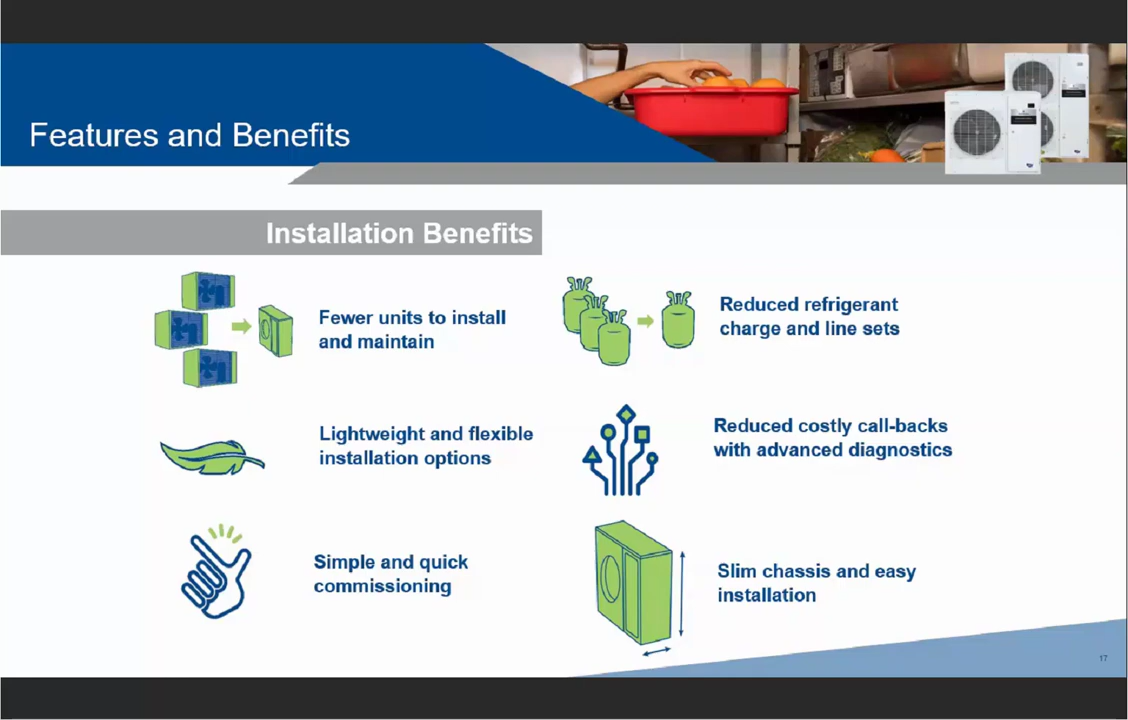 Features and Benefits
Installation Benefits
Fewer units to install
and maintain
Reduced refrigerant
charge and line sets
Lightweight and flexible
installation options
Reduced costly call-backs
with advanced diagnostics
Simple and quick
commissioning
Slim chassis and easy
installation
17